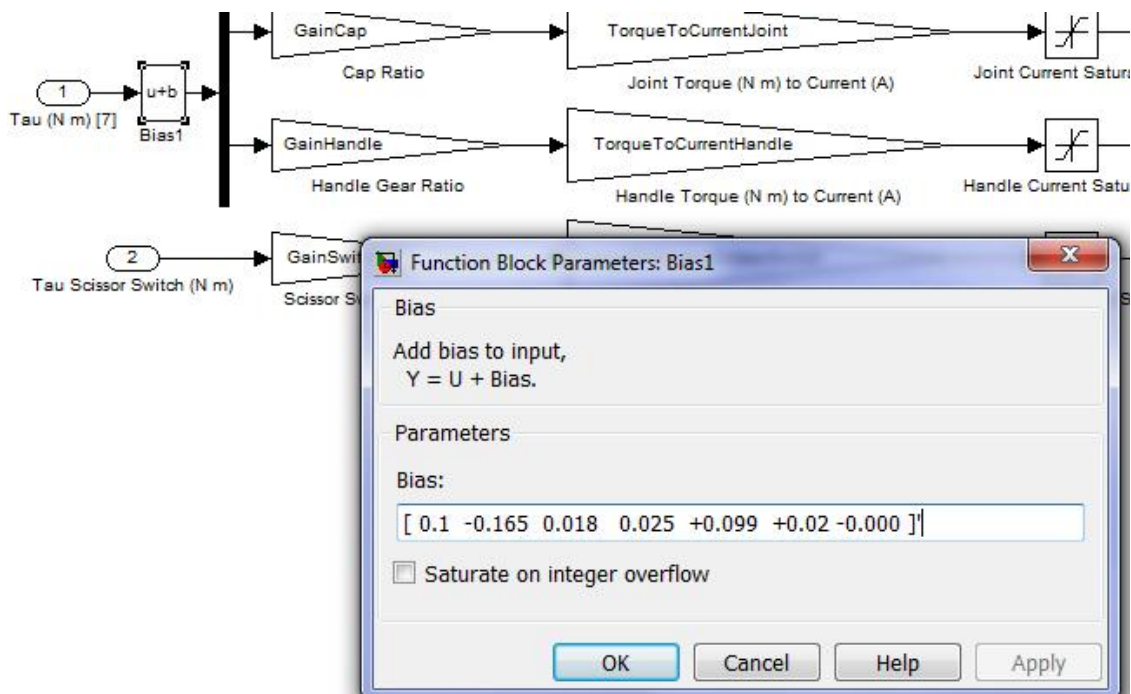 GainCap
TorqueToCurrentJoint
Cap Ratio
Joint Torque (N m) to Current (A)
Joint Current
1
u+b
Tau (N m) [7]
Bias1
GainHandle
TorqueToCurrentHandle
Handle Gear Ratio
Handle Torque (N m) to Current (A)
Handle Current
2
Tau Scissor Switch (N m)
Scissor
Function Block Parameters: Bias1
Bias
Add bias to input,
Y = U + Bias.
Parameters
Bias:
[ 0.1 -0.165 0.018 0.025 +0.099 +0.02 -0.000 ]'
Saturate on integer overflow
OK
Cancel
Help
Apply